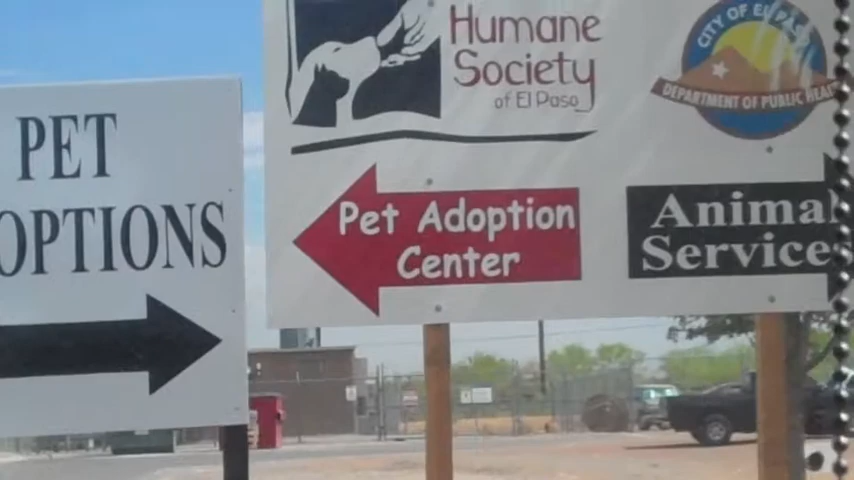 PET
OPTIONS
Humane
Society
of El Paso
Pet Adoption
Center
CITY OF EL PASO
DEPARTMENT OF PUBLIC HEA
Animal
Services